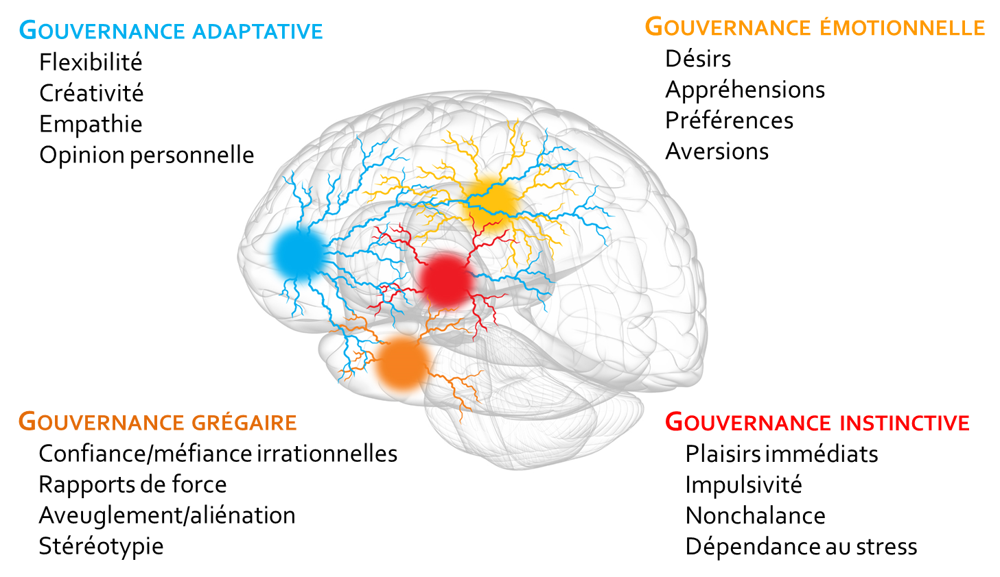 GOUVERNANCE ADAPTATIVE
Flexibilité
Créativité
Empathie
Opinion personnelle
GOUVERNANCE ÉMOTIONNELLE
Désirs
Appréhensions
Préférences
Aversions
GOUVERNANCE GRÉGAIRE
Confiance/méfiance irrationnelles
Rapports de force
Aveuglement/aliénation
Stéréotypie
GOUVERNANCE INSTINCTIVE
Plaisirs immédiats
Impulsivité
Nonchalance
Dépendance au stress